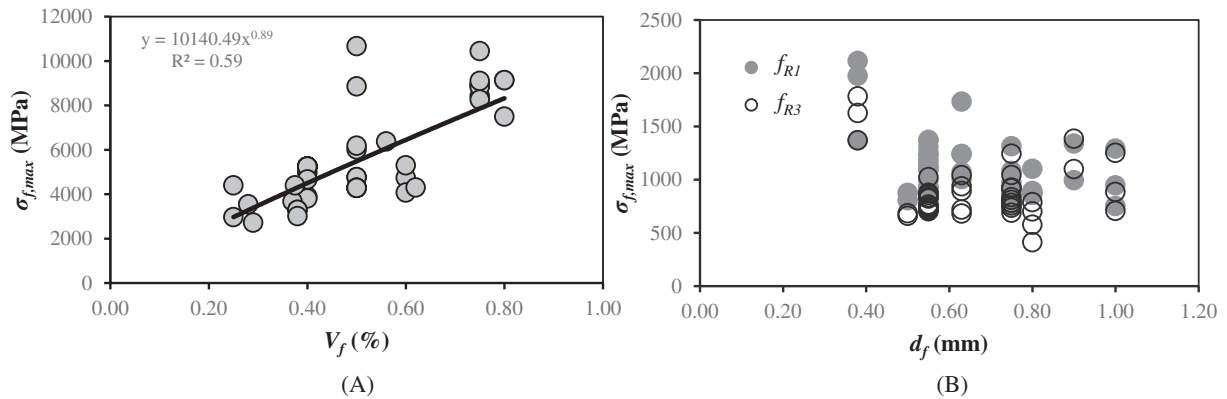 12000
10000
8000
6000
4000
2000
0
σf,max (MPa)
y = 10140.49x^0.89
R² = 0.59
0.00 0.20 0.40 0.60 0.80 1.00
Vf (%)
(A)
2500
2000
1500
1000
500
0
σf,max (MPa)
fR1
fR3
0.00 0.20 0.40 0.60 0.80 1.00 1.20
df (mm)
(B)